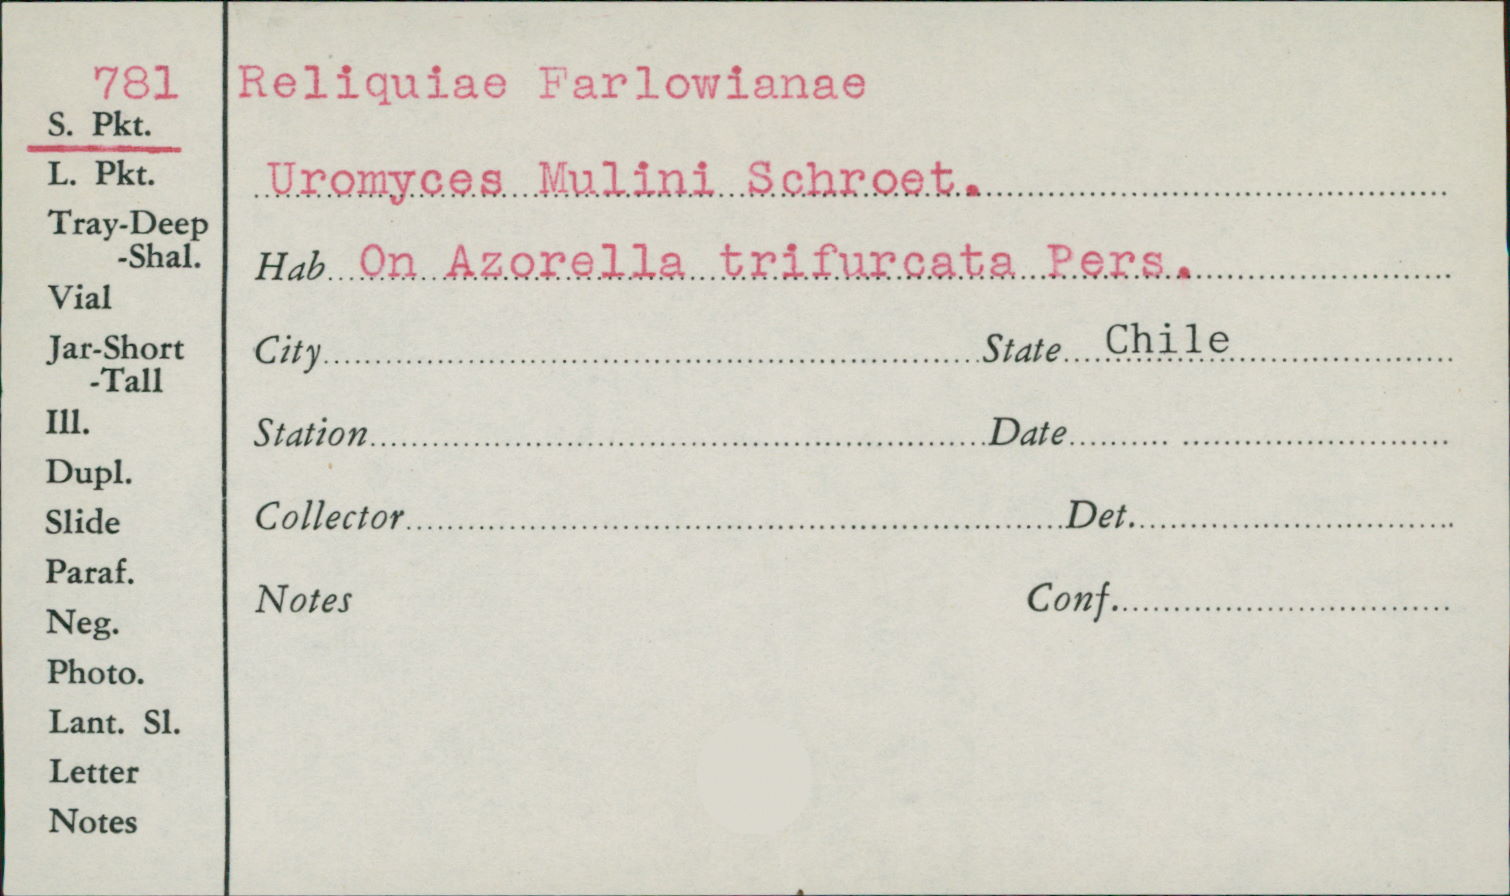 781 Reliquiae Farlowianae
S. Pkt.
L. Pkt.
Tray-Deep
-Shal.
Vial
Jar-Short
-Tall
Ill.
Dupl.
Slide
Paraf.
Neg.
Photo.
Lant. Sl.
Letter
Notes
Uromyces Mulini Schroet.
Hab On Azorella trifurcata Pers.
City State Chile
Station Date
Collector Det.
Notes Conf.